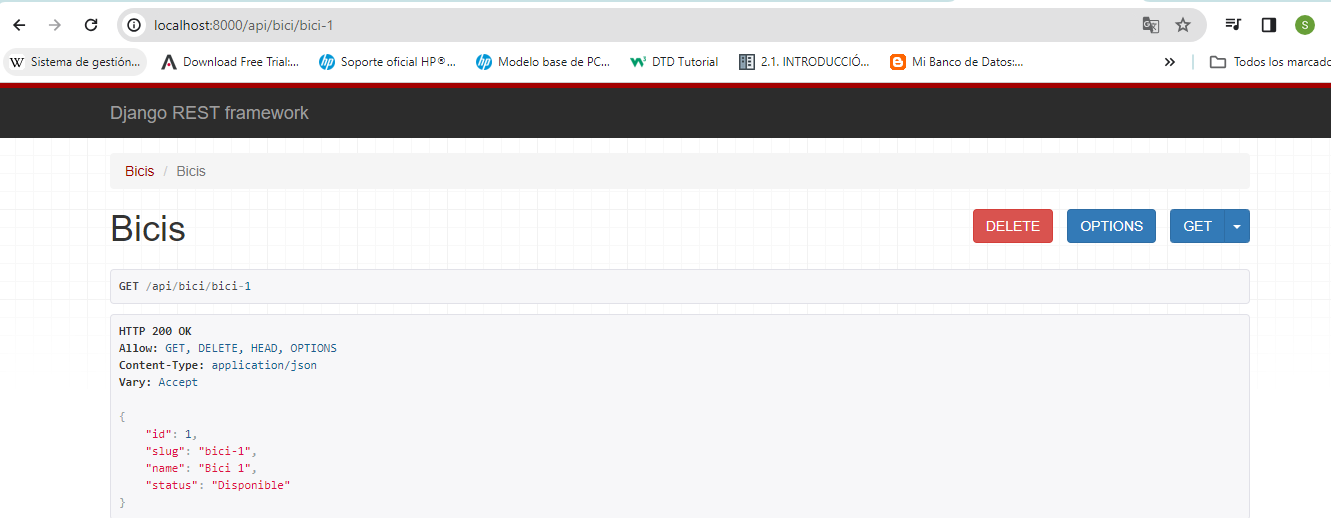 localhost:8000/api/bici/bici-1
S
W Sistema de gestión... Download Free Trial:... hp Soporte oficial HP®... hp Modelo base de PC... DTD Tutorial 2.1. INTRODUCCIÓ... Mi Banco de Datos:... » Todos los marcado
Django REST framework
Bicis / Bicis
Bicis DELETE OPTIONS GET
GET /api/bici/bici-1
HTTP 200 OK
Allow: GET, DELETE, HEAD, OPTIONS
Content-Type: application/json
Vary: Accept
{
"id": 1,
"slug": "bici-1",
"name": "Bici 1",
"status": "Disponible"
}